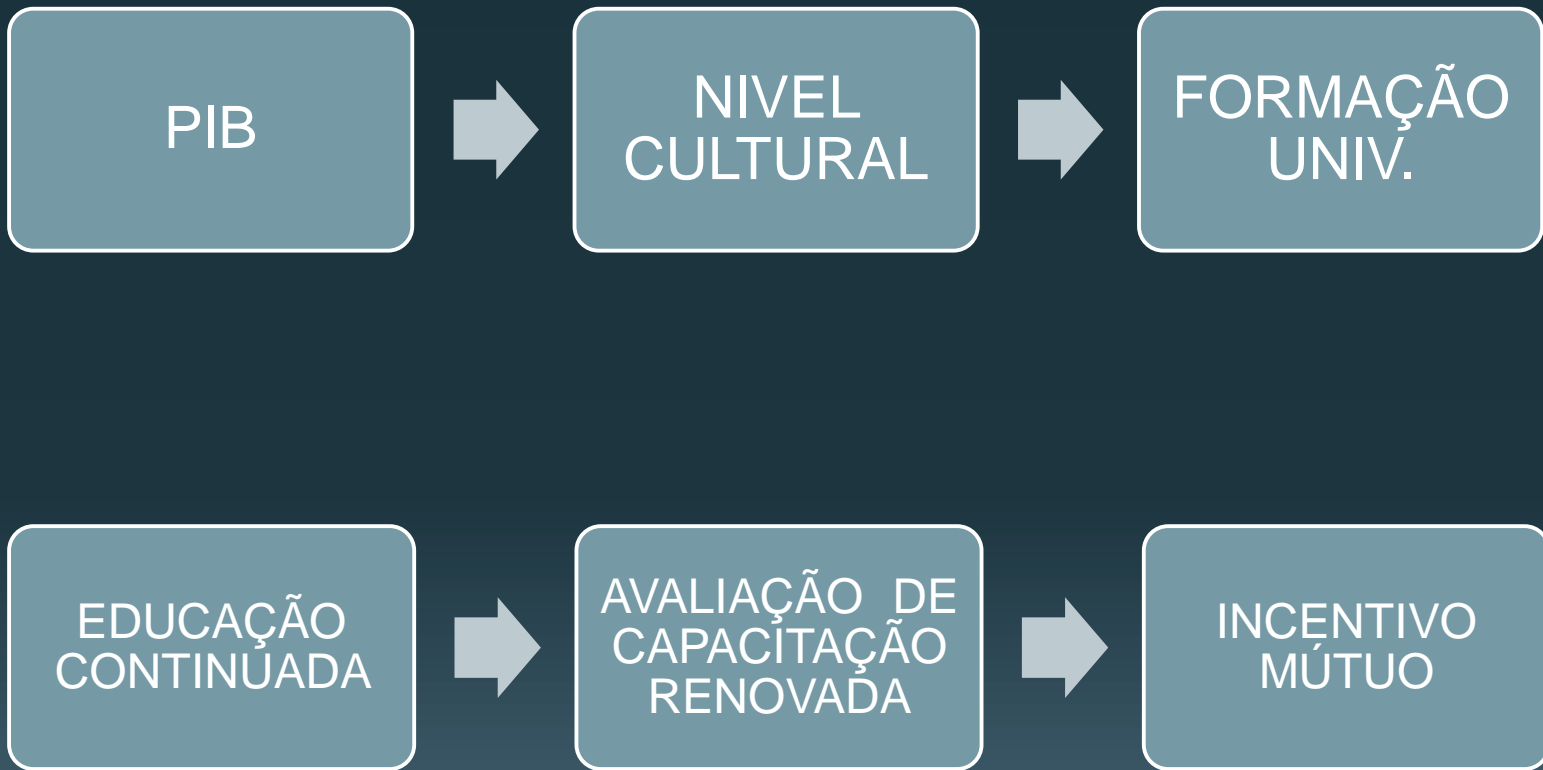 PIB
NIVEL
CULTURAL
FORMAÇÃO
UNIV.
EDUCAÇÃO
CONTINUADA
AVALIAÇÃO DE
CAPACITAÇÃO
RENOVADA
INCENTIVO
MÚTUO